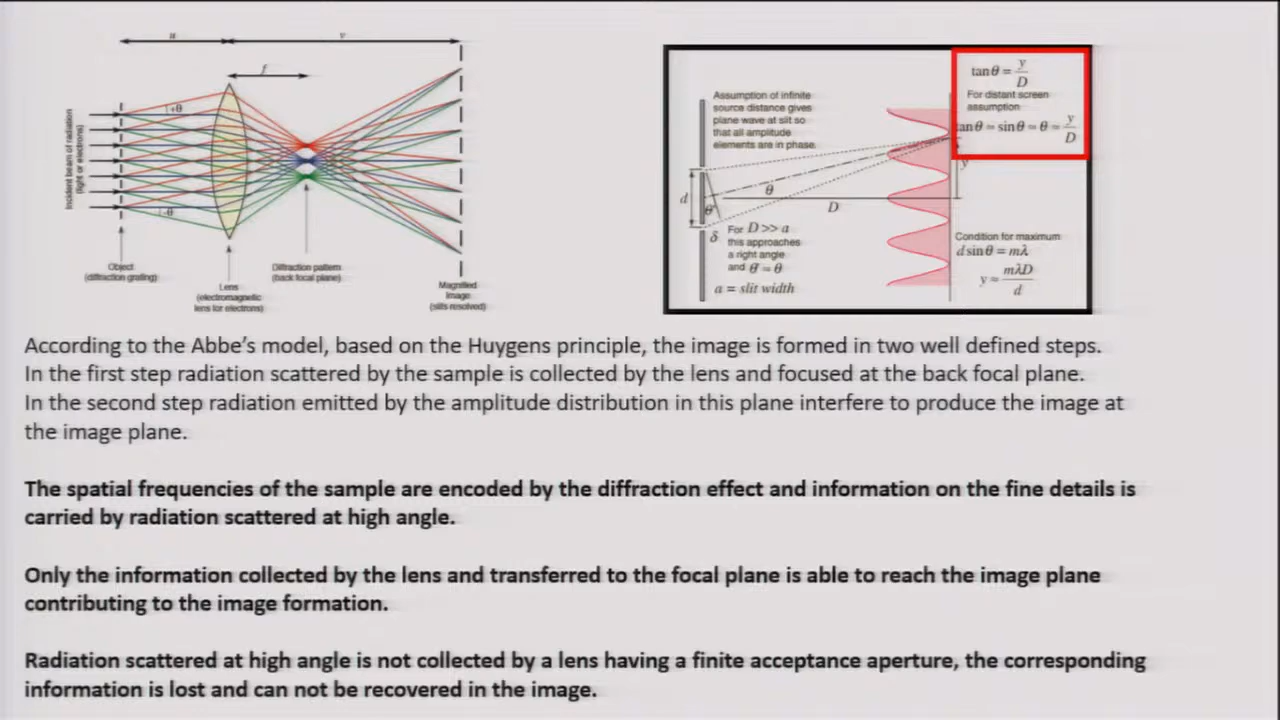 u
v
f
+θ
-θ
Incident beam of radiation
(light or electrons)
Object
(diffraction grating)
Lens
(electromagnetic
lens for electrons)
Diffraction pattern
(back focal plane)
Magnified
Image
(slits resolved)
Assumption of infinite
source distance gives
plane wave at slit so
that all amplitude
elements are in phase.
tanθ = y/D
For distant screen
assumption
tanθ ≈ sinθ ≈ θ ≈ y/D
d
θ
θ'
D
y
δ
For D >> a
this approaches
a right angle
and θ' ≈ θ
a = slit width
Condition for maximum
d sinθ = mλ
y ≈ mλD/d
According to the Abbe's model, based on the Huygens principle, the image is formed in two well defined steps.
In the first step radiation scattered by the sample is collected by the lens and focused at the back focal plane.
In the second step radiation emitted by the amplitude distribution in this plane interfere to produce the image at
the image plane.
The spatial frequencies of the sample are encoded by the diffraction effect and information on the fine details is
carried by radiation scattered at high angle.
Only the information collected by the lens and transferred to the focal plane is able to reach the image plane
contributing to the image formation.
Radiation scattered at high angle is not collected by a lens having a finite acceptance aperture, the corresponding
information is lost and can not be recovered in the image.